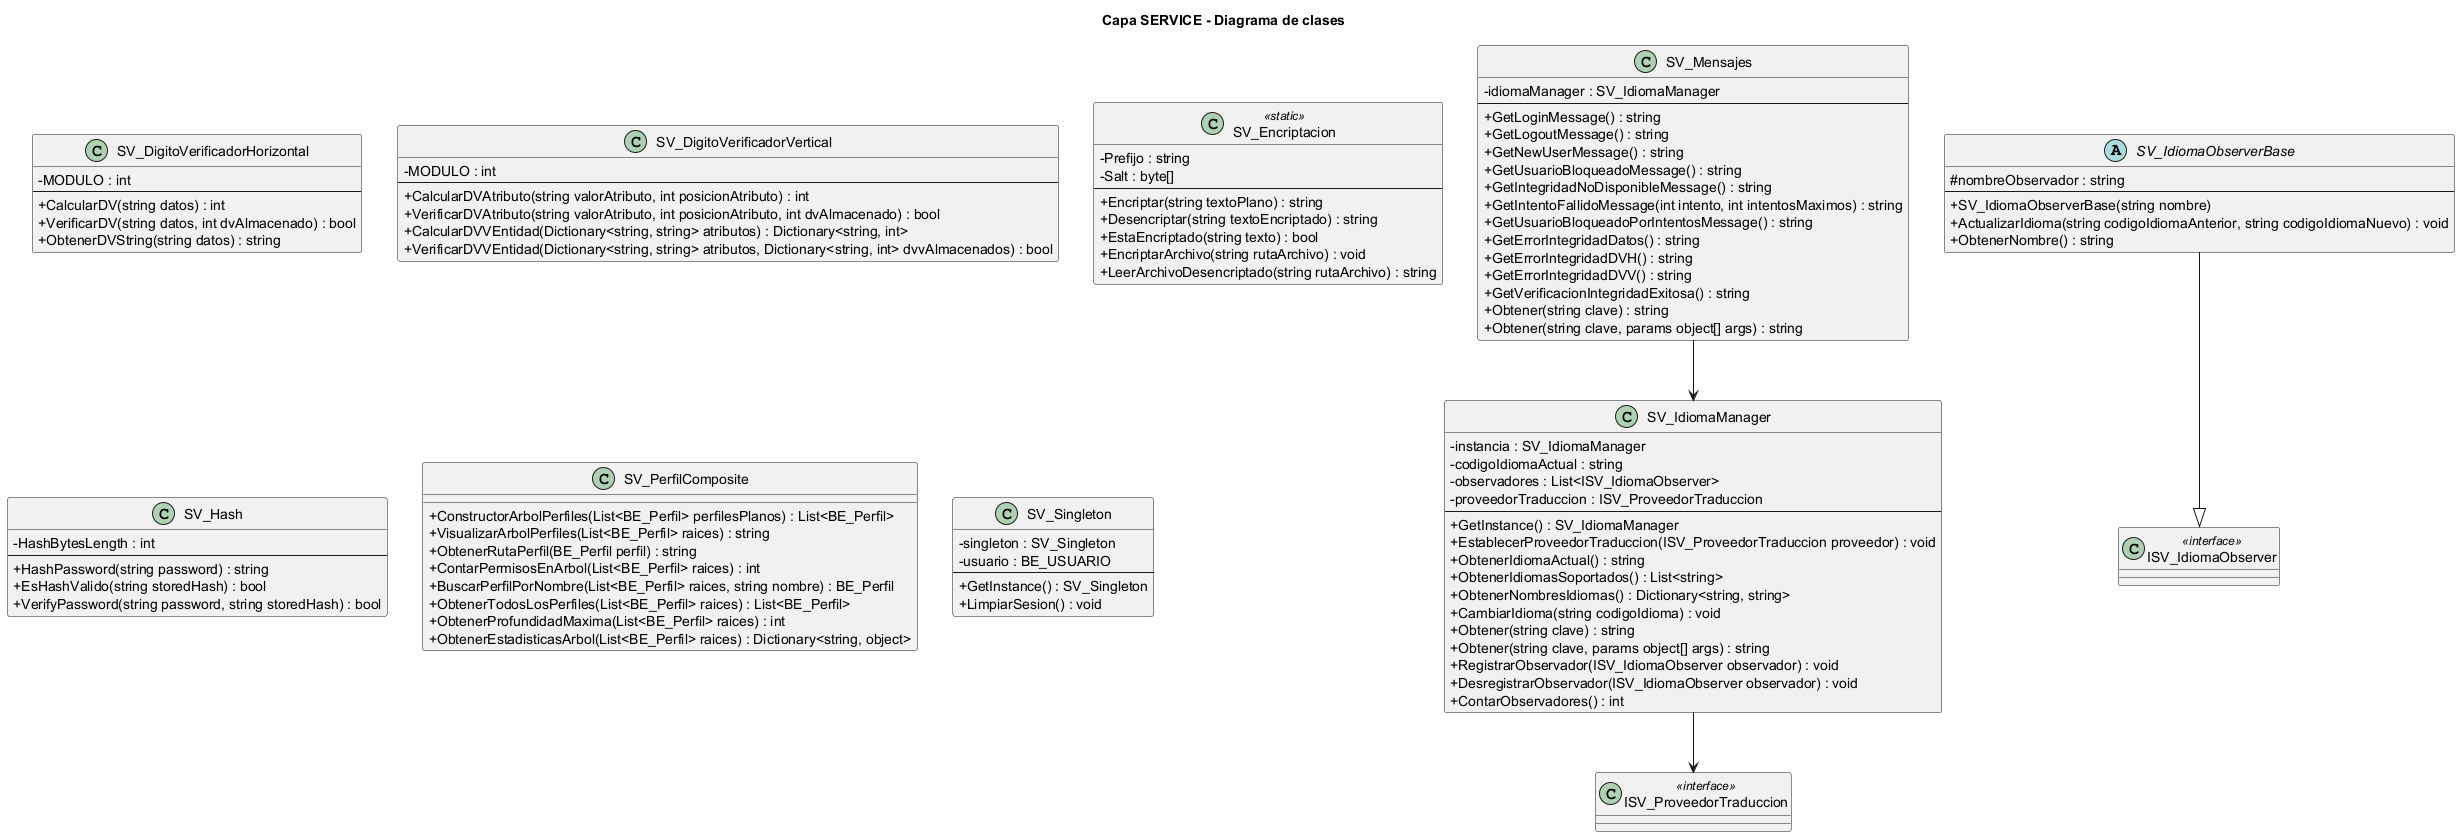 Capa SERVICE - Diagrama de clases
C SV_DigitoVerificadorHorizontal
-MODULO : int
+CalcularDV(string datos) : int
+VerificarDV(string datos, int dvAlmacenado) : bool
+ObtenerDVString(string datos) : string
C SV_DigitoVerificadorVertical
-MODULO : int
+CalcularDVAtributo(string valorAtributo, int posicionAtributo) : int
+VerificarDVAtributo(string valorAtributo, int posicionAtributo, int dvAlmacenado) : bool
+CalcularDVVEntidad(Dictionary<string, string> atributos) : Dictionary<string, int>
+VerificarDVVEntidad(Dictionary<string, string> atributos, Dictionary<string, int> dvvAlmacenados) : bool
«static»
C SV_Encriptacion
-Prefijo : string
-Salt : byte[]
+Encriptar(string textoPlano) : string
+Desencriptar(string textoEncriptado) : string
+EstaEncriptado(string texto) : bool
+EncriptarArchivo(string rutaArchivo) : void
+LeerArchivoDesencriptado(string rutaArchivo) : string
C SV_Mensajes
-idiomaManager : SV_IdiomaManager
+GetLoginMessage() : string
+GetLogoutMessage() : string
+GetNewUserMessage() : string
+GetUsuarioBloqueadoMessage() : string
+GetIntegridadNoDisponibleMessage() : string
+GetIntentoFallidoMessage(int intento, int intentosMaximos) : string
+GetUsuarioBloqueadoPorIntentosMessage() : string
+GetErrorIntegridadDatos() : string
+GetErrorIntegridadDVH() : string
+GetErrorIntegridadDVV() : string
+GetVerificacionIntegridadExitosa() : string
+Obtener(string clave) : string
+Obtener(string clave, params object[] args) : string
A SV_IdiomaObserverBase
#nombreObservador : string
+SV_IdiomaObserverBase(string nombre)
+ActualizarIdioma(string codigoIdiomaAnterior, string codigoIdiomaNuevo) : void
+ObtenerNombre() : string
C SV_Hash
-HashBytesLength : int
+HashPassword(string password) : string
+EsHashValido(string storedHash) : bool
+VerifyPassword(string password, string storedHash) : bool
C SV_PerfilComposite
+ConstructorArbolPerfiles(List<BE_Perfil> perfilesPlanos) : List<BE_Perfil>
+VisualizarArbolPerfiles(List<BE_Perfil> raices) : string
+ObtenerRutaPerfil(BE_Perfil perfil) : string
+ContarPermisosEnArbol(List<BE_Perfil> raices) : int
+BuscarPerfilPorNombre(List<BE_Perfil> raices, string nombre) : BE_Perfil
+ObtenerTodosLosPerfiles(List<BE_Perfil> raices) : List<BE_Perfil>
+ObtenerProfundidadMaxima(List<BE_Perfil> raices) : int
+ObtenerEstadisticasArbol(List<BE_Perfil> raices) : Dictionary<string, object>
C SV_Singleton
-singleton : SV_Singleton
-usuario : BE_USUARIO
+GetInstance() : SV_Singleton
+LimpiarSesion() : void
C SV_IdiomaManager
-instancia : SV_IdiomaManager
-codigoIdiomaActual : string
-observadores : List<ISV_IdiomaObserver>
-proveedorTraduccion : ISV_ProveedorTraduccion
+GetInstance() : SV_IdiomaManager
+EstablecerProveedorTraduccion(ISV_ProveedorTraduccion proveedor) : void
+ObtenerIdiomaActual() : string
+ObtenerIdiomasSoportados() : List<string>
+ObtenerNombresIdiomas() : Dictionary<string, string>
+CambiarIdioma(string codigoIdioma) : void
+Obtener(string clave) : string
+Obtener(string clave, params object[] args) : string
+RegistrarObservador(ISV_IdiomaObserver observador) : void
+DesregistrarObservador(ISV_IdiomaObserver observador) : void
+ContarObservadores() : int
«interface»
C ISV_IdiomaObserver
«interface»
C ISV_ProveedorTraduccion